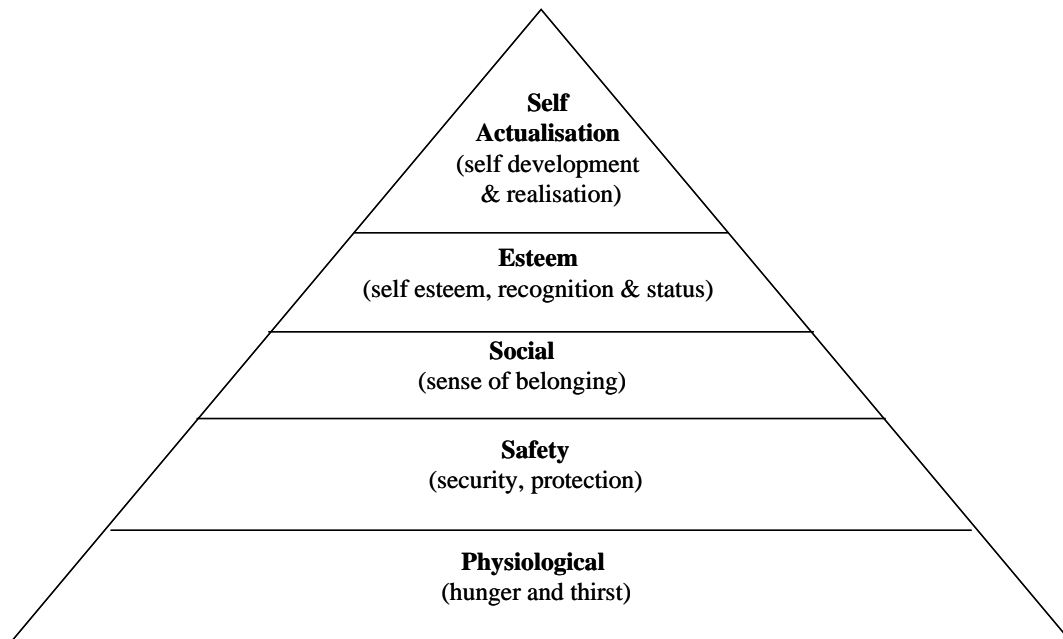 Self
Actualisation
(self development
& realisation)
Esteem
(self esteem, recognition & status)
Social
(sense of belonging)
Safety
(security, protection)
Physiological
(hunger and thirst)